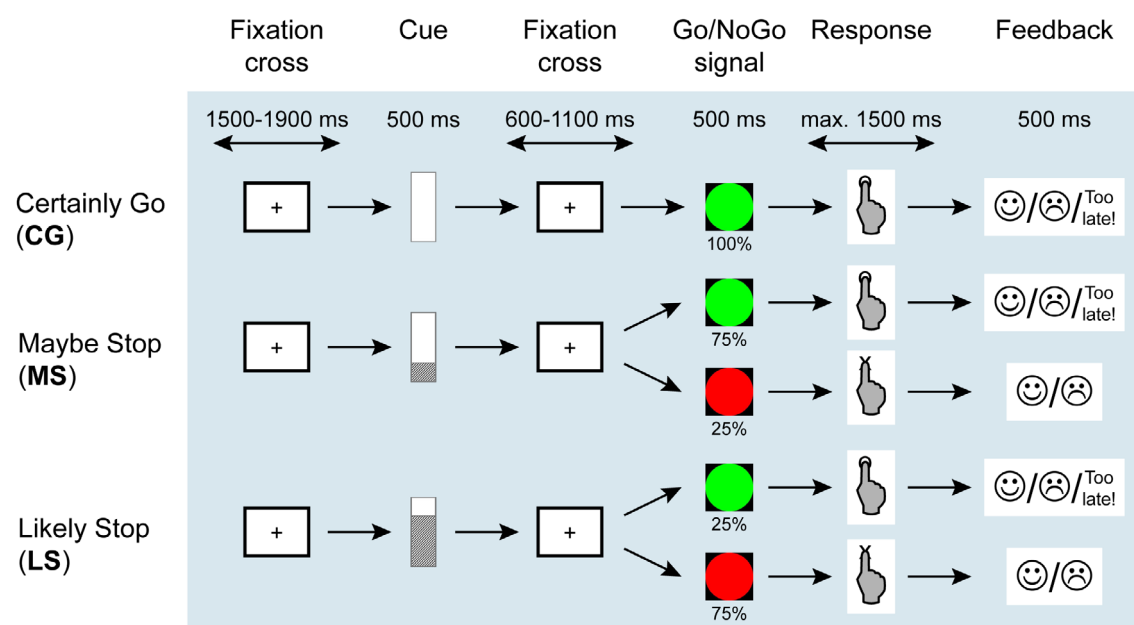 Fixation cross
Cue
Fixation cross
Go/NoGo signal
Response
Feedback
1500-1900 ms
500 ms
600-1100 ms
500 ms
max. 1500 ms
500 ms
Certainly Go
(CG)
+
+
100%
/ / Too late!
Maybe Stop
(MS)
+
+
75%
/ / Too late!
25%
/
Likely Stop
(LS)
+
+
25%
/ / Too late!
75%
/